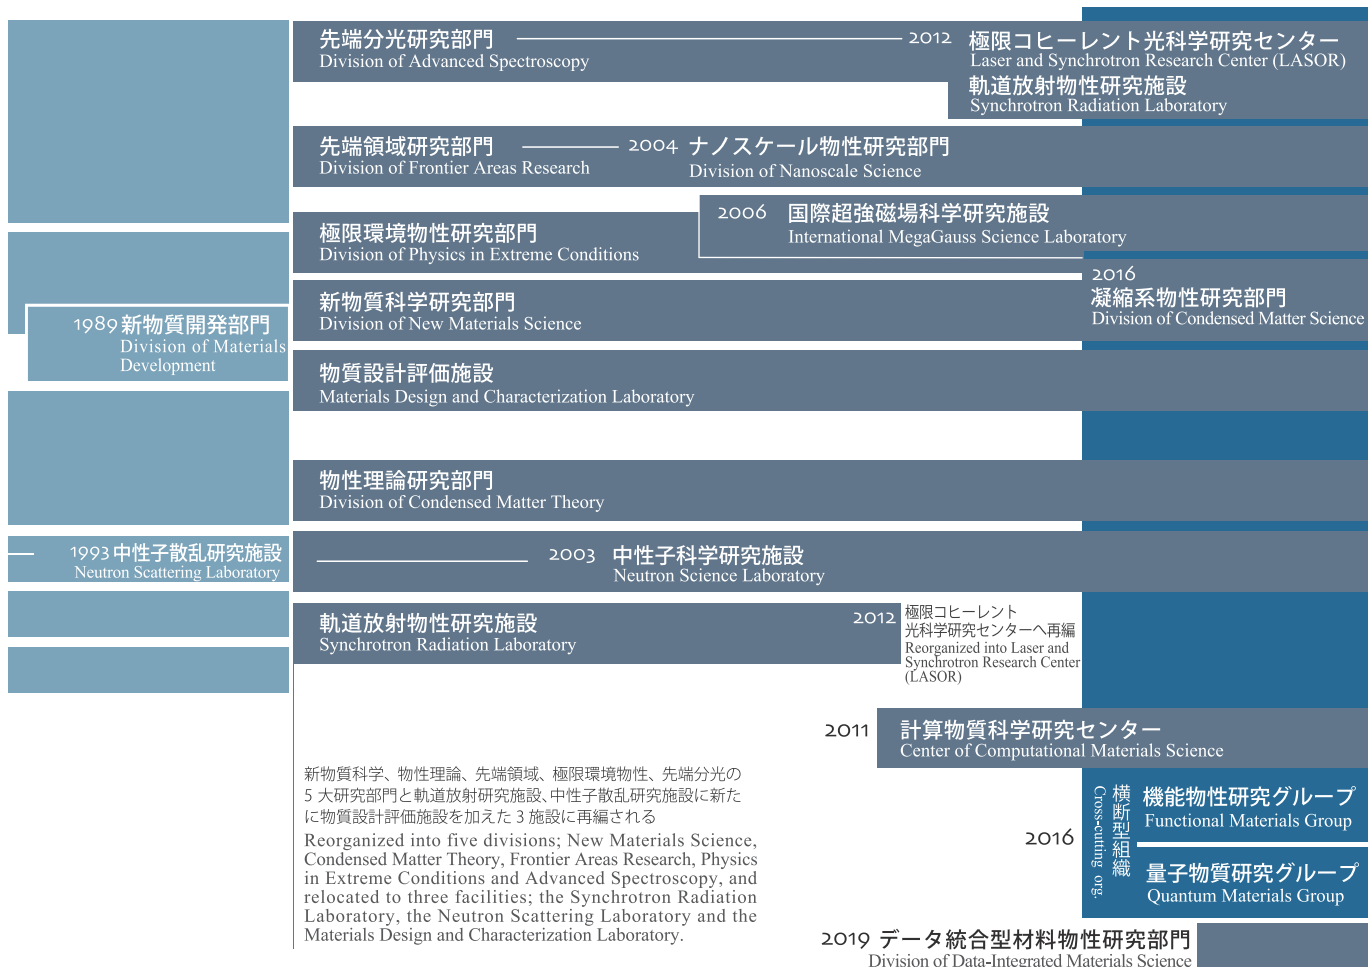 先端分光研究部門
Division of Advanced Spectroscopy
2012 極限コヒーレント光科学研究センター
Laser and Synchrotron Research Center (LASOR)
軌道放射物性研究施設
Synchrotron Radiation Laboratory
先端領域研究部門
Division of Frontier Areas Research
2004 ナノスケール物性研究部門
Division of Nanoscale Science
2006 国際超強磁場科学研究施設
International MegaGauss Science Laboratory
極限環境物性研究部門
Division of Physics in Extreme Conditions
2016
凝縮系物性研究部門
Division of Condensed Matter Science
新物質科学研究部門
Division of New Materials Science
1989 新物質開発部門
Division of Materials
Development
物質設計評価施設
Materials Design and Characterization Laboratory
物性理論研究部門
Division of Condensed Matter Theory
1993 中性子散乱研究施設
Neutron Scattering Laboratory
2003 中性子科学研究施設
Neutron Science Laboratory
軌道放射物性研究施設
Synchrotron Radiation Laboratory
2012 極限コヒーレント
光科学研究センターへ再編
Reorganized into Laser and
Synchrotron Research Center
(LASOR)
2011 計算物質科学研究センター
Center of Computational Materials Science
新物質科学、物性理論、先端領域、極限環境物性、先端分光の
5 大研究部門と軌道放射研究施設、中性子散乱研究施設に新た
に物質設計評価施設を加えた 3 施設に再編される
Reorganized into five divisions; New Materials Science,
Condensed Matter Theory, Frontier Areas Research, Physics
in Extreme Conditions and Advanced Spectroscopy, and
relocated to three facilities; the Synchrotron Radiation
Laboratory, the Neutron Scattering Laboratory and the
Materials Design and Characterization Laboratory.
2016
横断型組織
Cross-cutting org.
機能物性研究グループ
Functional Materials Group
量子物質研究グループ
Quantum Materials Group
2019 データ統合型材料物性研究部門
Division of Data-Integrated Materials Science